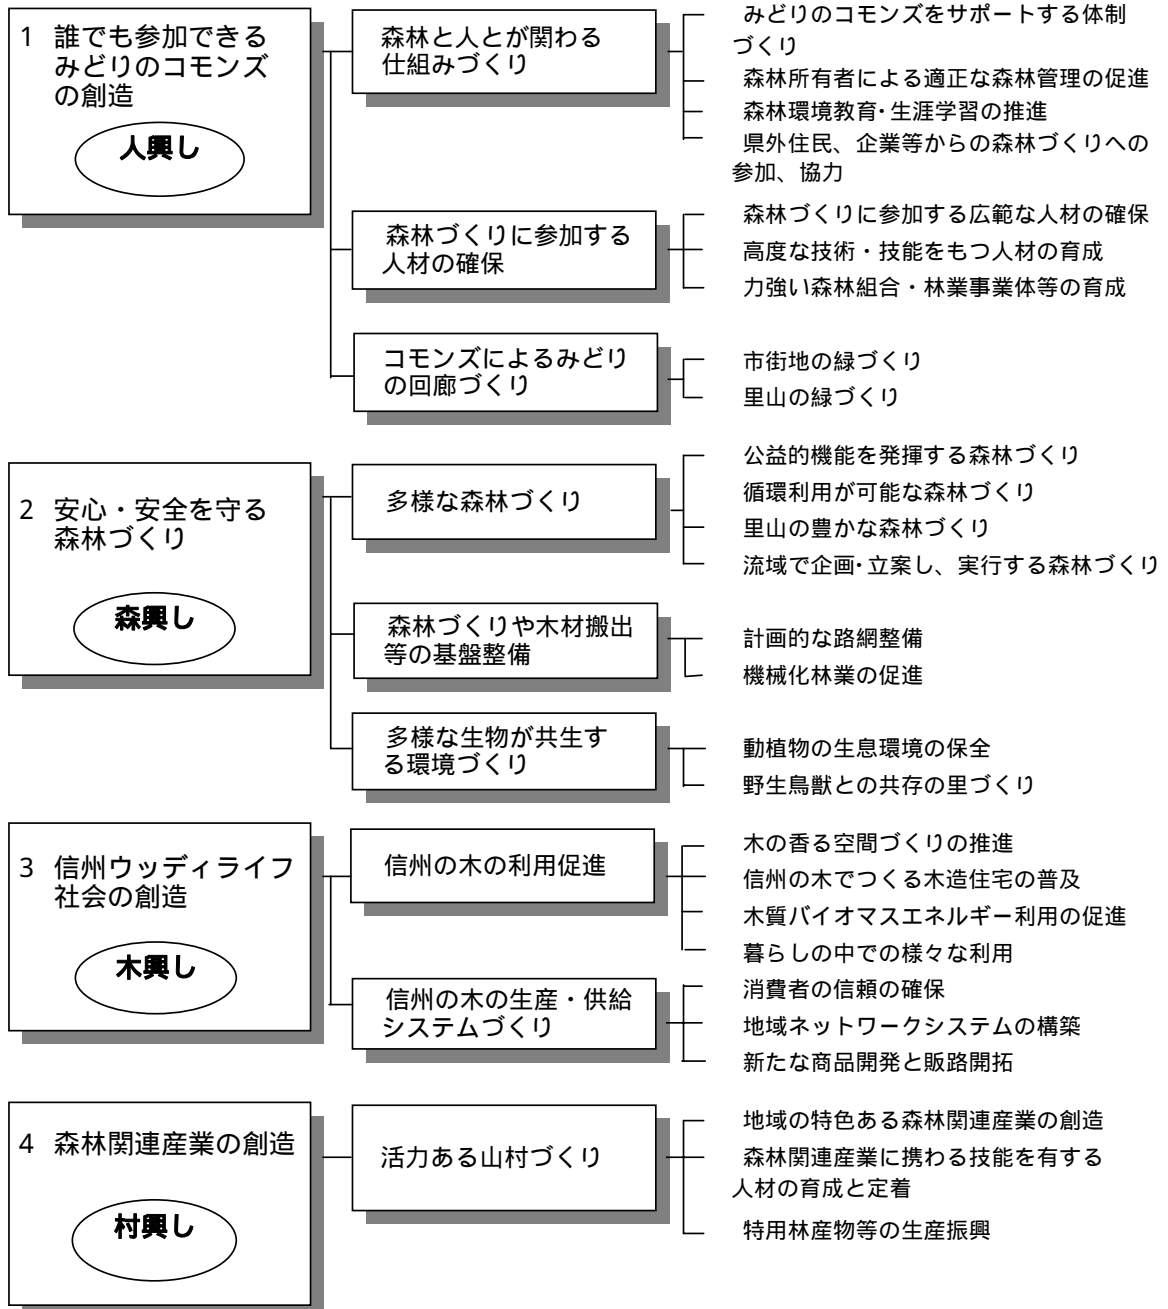 1 誰でも参加できる
みどりのコモンズ
の創造
人興し
森林と人とが関わる
仕組みづくり
みどりのコモンズをサポートする体制
づくり
森林所有者による適正な森林管理の促進
森林環境教育・生涯学習の推進
県外住民、企業等からの森林づくりへの
参加、協力
森林づくりに参加する
人材の確保
森林づくりに参加する広範な人材の確保
高度な技術・技能をもつ人材の育成
力強い森林組合・林業事業体等の育成
コモンズによるみどり
の回廊づくり
市街地の緑づくり
里山の緑づくり
2 安心・安全を守る
森林づくり
森興し
多様な森林づくり
公益的機能を発揮する森林づくり
循環利用が可能な森林づくり
里山の豊かな森林づくり
流域で企画・立案し、実行する森林づくり
森林づくりや木材搬出
等の基盤整備
計画的な路網整備
機械化林業の促進
多様な生物が共生す
る環境づくり
動植物の生息環境の保全
野生鳥獣との共存の里づくり
3 信州ウッディライフ
社会の創造
木興し
信州の木の利用促進
木の香る空間づくりの推進
信州の木でつくる木造住宅の普及
木質バイオマスエネルギー利用の促進
暮らしの中での様々な利用
信州の木の生産・供給
システムづくり
消費者の信頼の確保
地域ネットワークシステムの構築
新たな商品開発と販路開拓
4 森林関連産業の創造
村興し
活力ある山村づくり
地域の特色ある森林関連産業の創造
森林関連産業に携わる技能を有する
人材の育成と定着
特用林産物等の生産振興